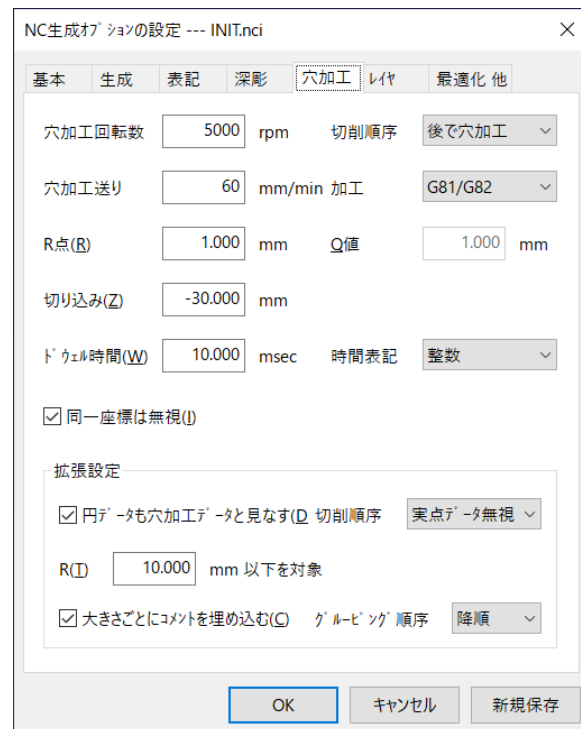 NC生成ｵﾌﾟｼｮﾝの設定 --- INIT.nci
基本 生成 表記 深彫 穴加工 ﾚｲﾔ 最適化 他
穴加工回転数 5000 rpm 切削順序 後で穴加工
穴加工送り 60 mm/min 加工 G81/G82
R点(R) 1.000 mm Q値 1.000 mm
切り込み(Z) -30.000 mm
ﾄﾞｳｪﾙ時間(W) 10.000 msec 時間表記 整数
同一座標は無視(I)
拡張設定
円ﾃﾞｰﾀも穴加工ﾃﾞｰﾀと見なす(D 切削順序 実点ﾃﾞｰﾀ無視
R(T) 10.000 mm 以下を対象
大きさごとにｺﾒﾝﾄを埋め込む(C) ｸﾞﾙｰﾋﾟﾝｸﾞ順序 降順
OK キャンセル 新規保存